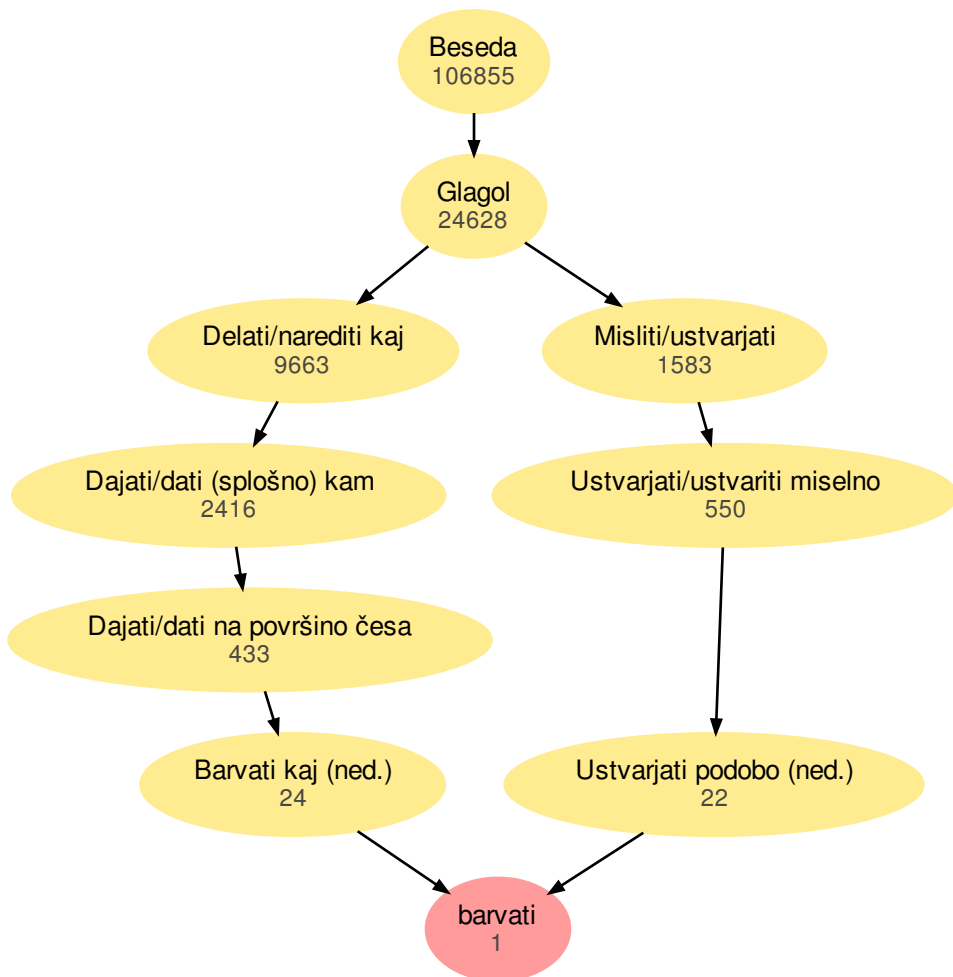 Beseda
106855
Glagol
24628
Delati/narediti kaj
9663
Misliti/ustvarjati
1583
Dajati/dati (splošno) kam
2416
Ustvarjati/ustvariti miselno
550
Dajati/dati na površino česa
433
Barvati kaj (ned.)
24
Ustvarjati podobo (ned.)
22
barvati
1